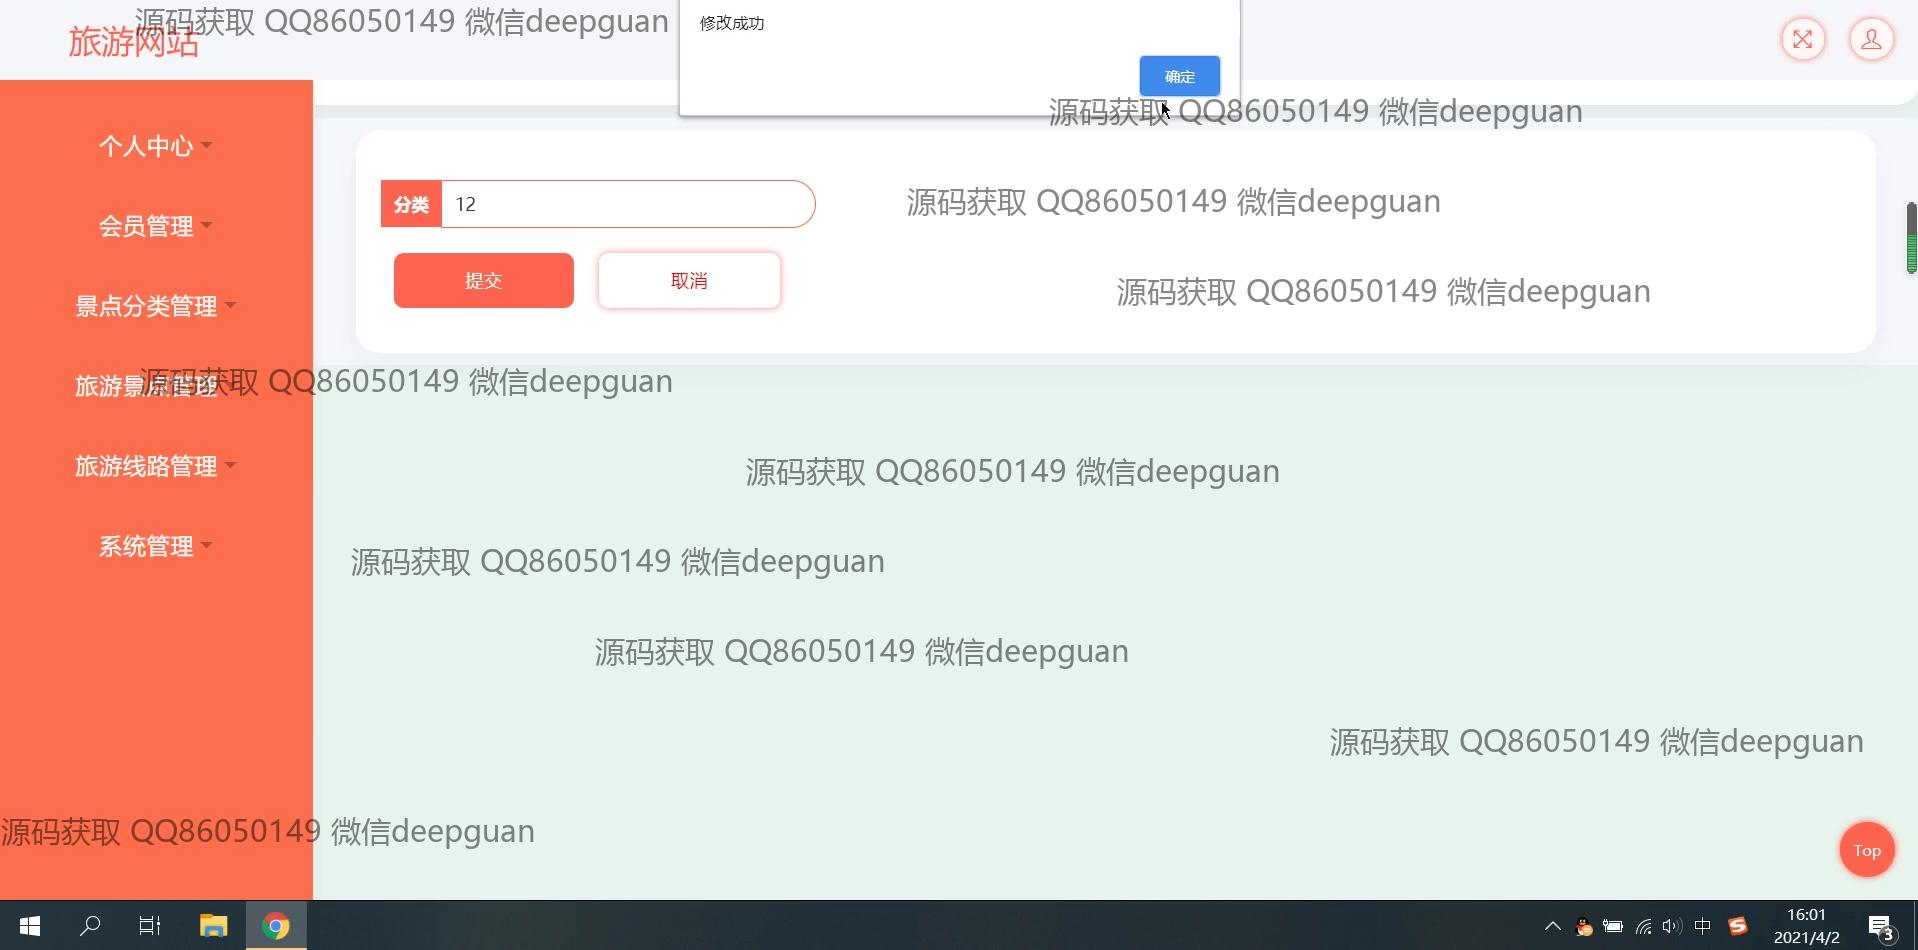 源码获取 QQ86050149 微信deepguan
旅游网站
修改成功
确定
源码获取 QQ86050149 微信deepguan
个人中心
分类 12
源码获取 QQ86050149 微信deepguan
会员管理
提交 取消
源码获取 QQ86050149 微信deepguan
景点分类管理
旅游景点管理
源码获取 QQ86050149 微信deepguan
旅游线路管理
源码获取 QQ86050149 微信deepguan
系统管理
源码获取 QQ86050149 微信deepguan
源码获取 QQ86050149 微信deepguan
源码获取 QQ86050149 微信deepguan
源码获取 QQ86050149 微信deepguan
Top
中
16:01
2021/4/2
3